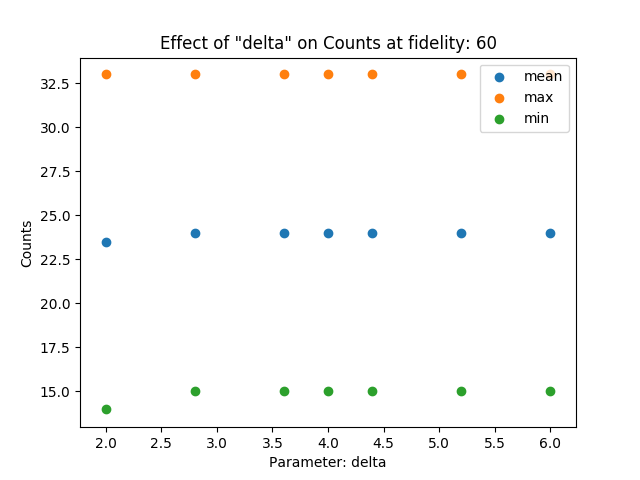 Effect of "delta" on Counts at fidelity: 60
mean
max
min
32.5
30.0
27.5
25.0
22.5
20.0
17.5
15.0
Counts
2.0 2.5 3.0 3.5 4.0 4.5 5.0 5.5 6.0
Parameter: delta